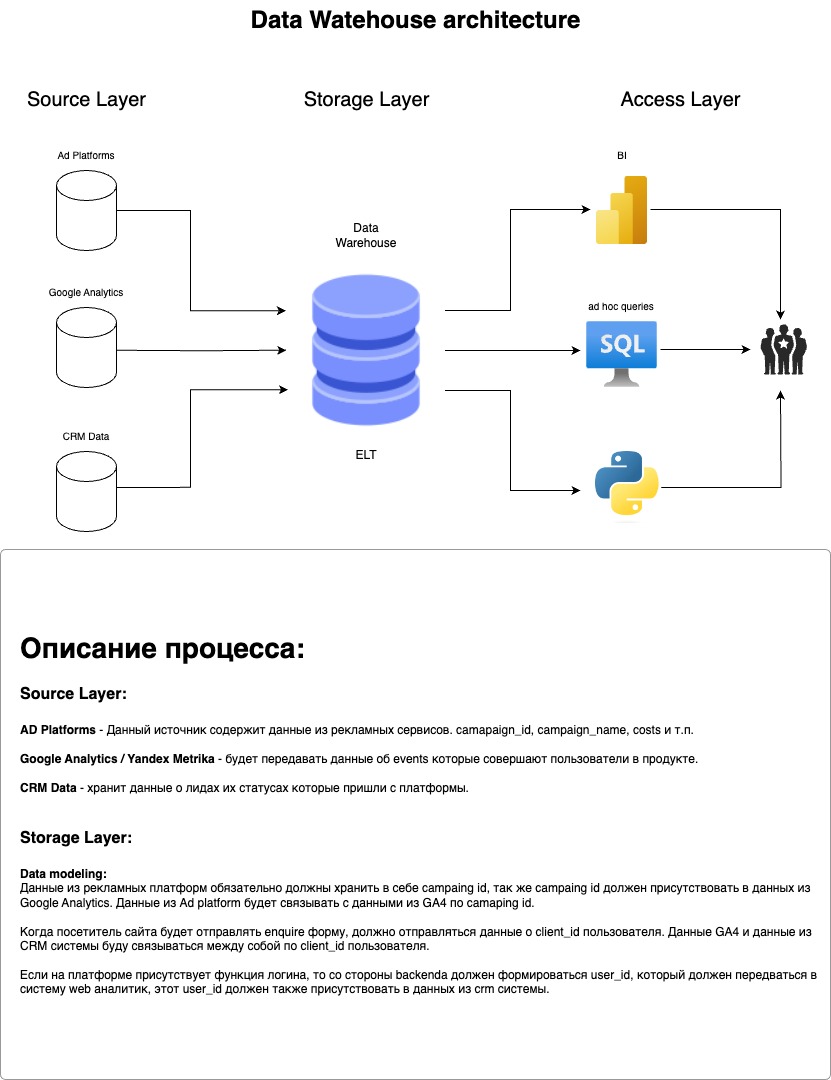 Data Watehouse architecture
Source Layer
Storage Layer
Access Layer
Ad Platforms
BI
Data
Warehouse
Google Analytics
ad hoc queries
SQL
CRM Data
ELT
Описание процесса:
Source Layer:
AD Platforms - Данный источник содержит данные из рекламных сервисов. camapaign_id, campaign_name, costs и т.п.
Google Analytics / Yandex Metrika - будет передавать данные об events которые совершают пользователи в продукте.
CRM Data - хранит данные о лидах их статусах которые пришли с платформы.
Storage Layer:
Data modeling:
Данные из рекламных платформ обязательно должны хранить в себе campaing id, так же campaing id должен присутствовать в данных из
Google Analytics. Данные из Ad platform будет связывать с данными из GA4 по camaping id.
Когда посетитель сайта будет отправлять enquire форму, должно отправляться данные о client_id пользователя. Данные GA4 и данные из
CRM системы буду связываться между собой по client_id пользователя.
Если на платформе присутствует функция логина, то со стороны backenda должен формироваться user_id, который должен передваться в
систему web аналитик, этот user_id должен также присутствовать в данных из crm системы.